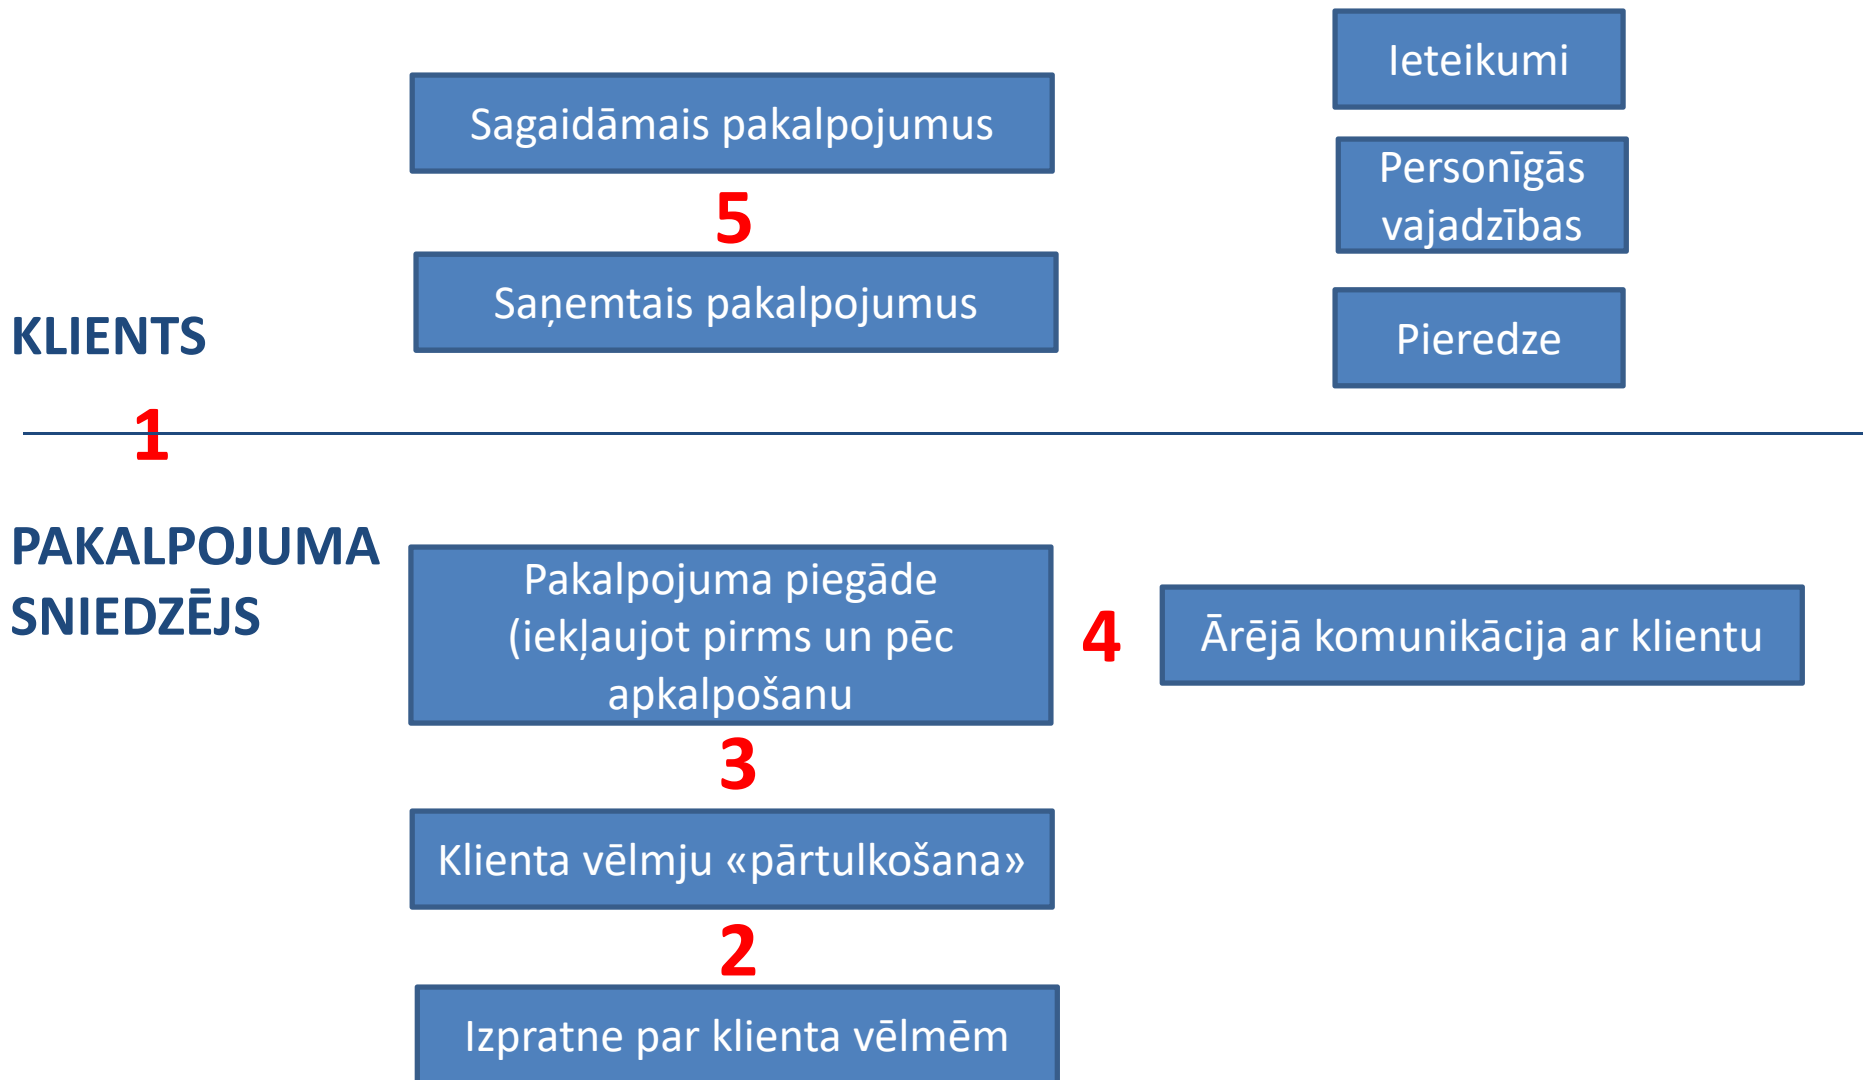 Ieteikumi
Sagaidāmais pakalpojumus
Personīgās
vajadzības
5
Saņemtais pakalpojumus
KLIENTS
Pieredze
1
PAKALPOJUMA
SNIEDZĒJS
Pakalpojuma piegāde
(iekļaujot pirms un pēc
apkalpošanu
4
Ārējā komunikācija ar klientu
3
Klienta vēlmju «pārtulkošana»
2
Izpratne par klienta vēlmēm